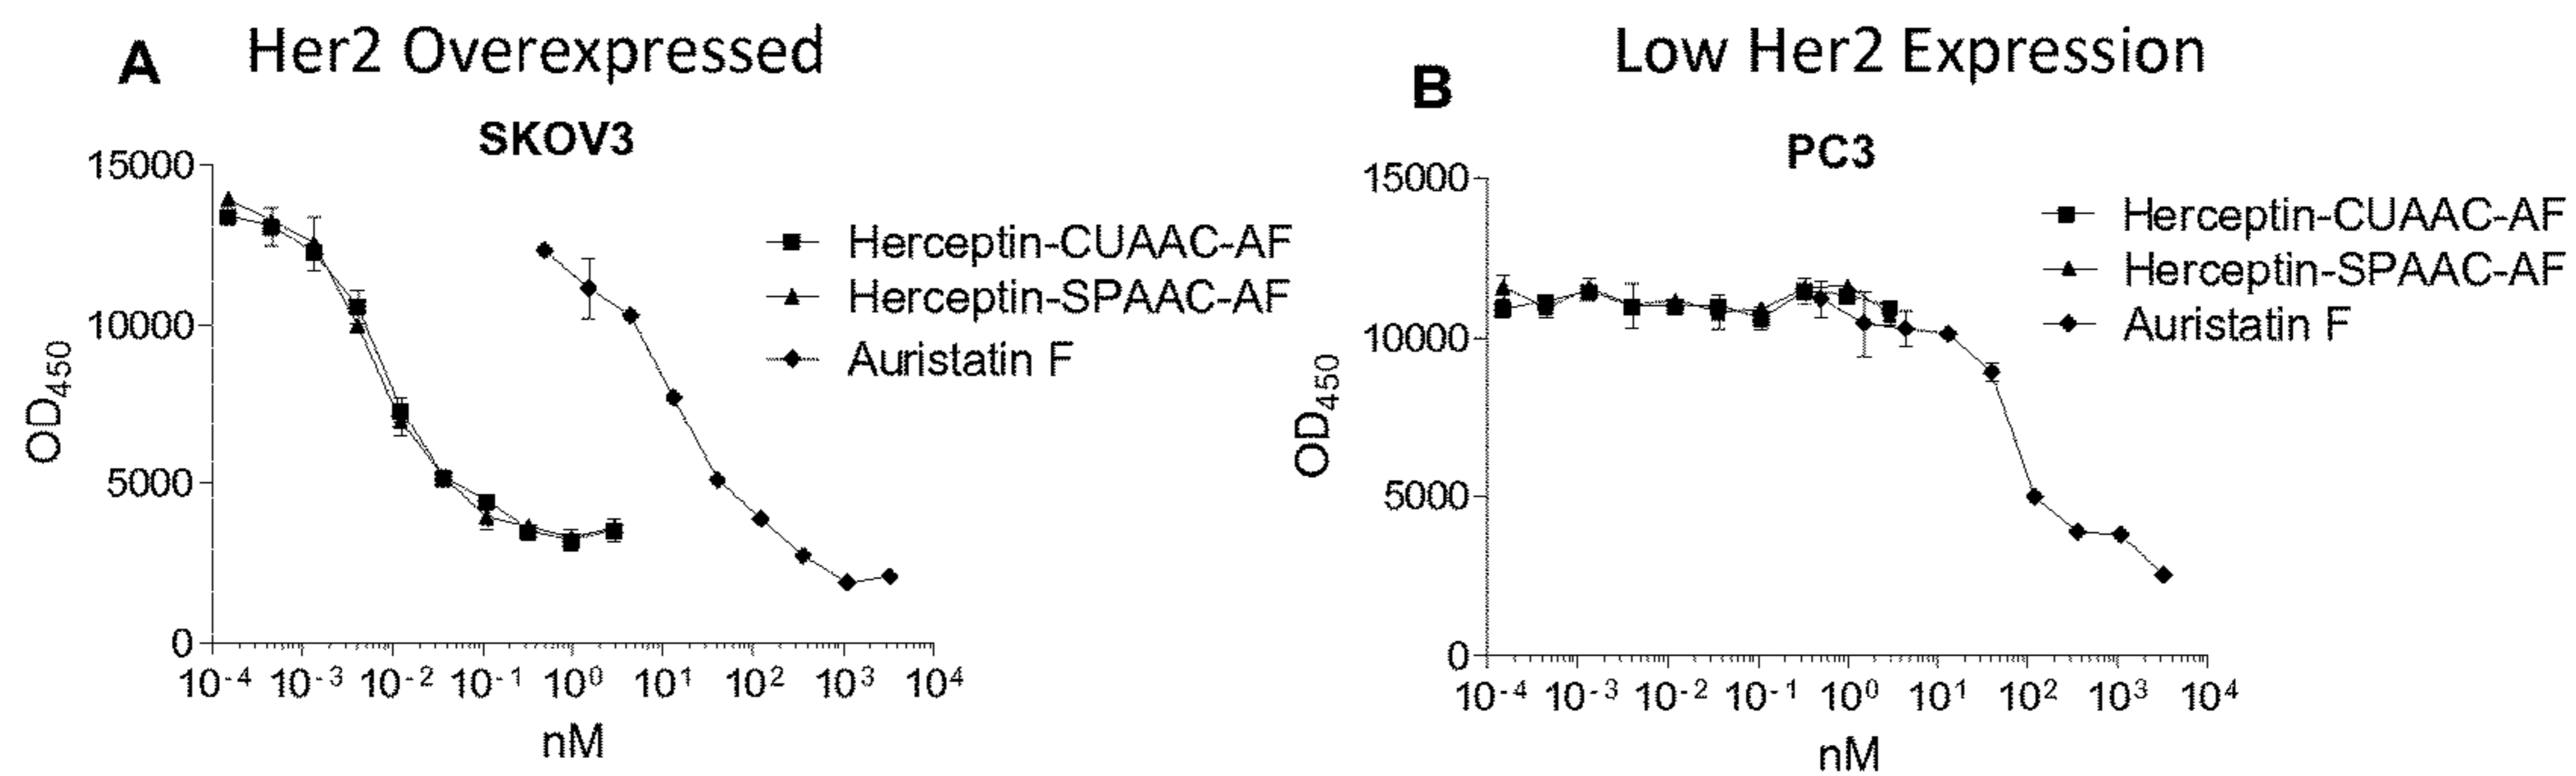 A Her2 Overexpressed
SKOV3
15000
10000
5000
0
OD450
10-4 10-3 10-2 10-1 100 101 102 103 104
nM
Herceptin-CUAAC-AF
Herceptin-SPAAC-AF
Auristatin F
B Low Her2 Expression
PC3
15000
10000
5000
0
OD450
10-4 10-3 10-2 10-1 100 101 102 103 104
nM
Herceptin-CUAAC-AF
Herceptin-SPAAC-AF
Auristatin F